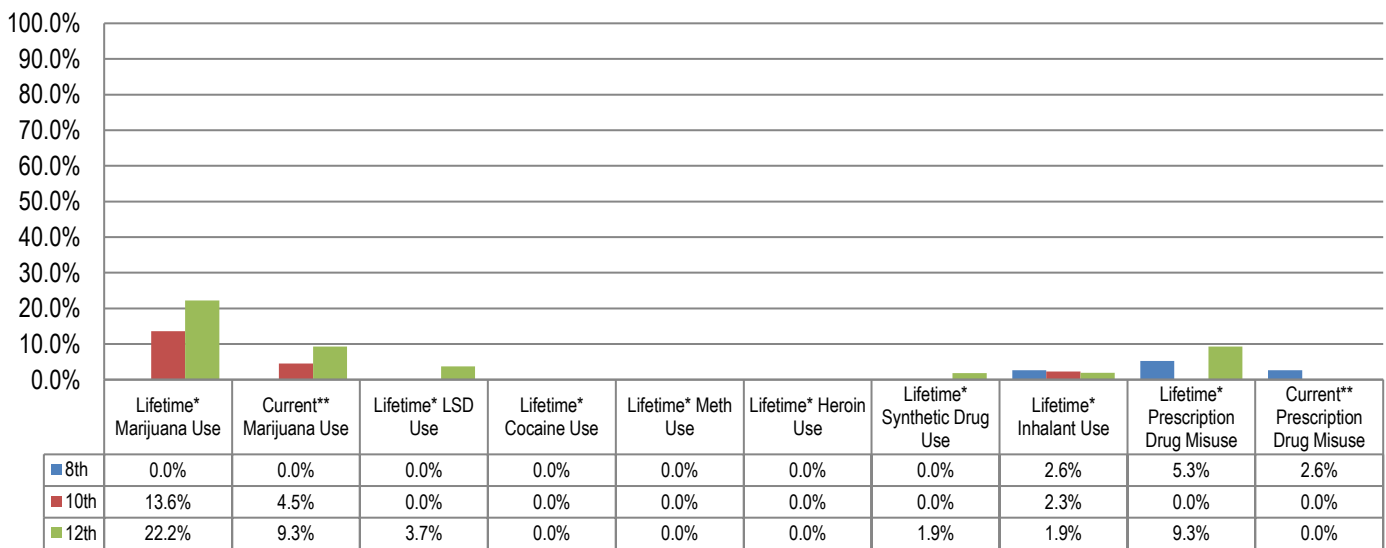 100.0%
90.0%
80.0%
70.0%
60.0%
50.0%
40.0%
30.0%
20.0%
10.0%
0.0%
Lifetime*
Marijuana Use
Current**
Marijuana Use
Lifetime* LSD
Use
Lifetime*
Cocaine Use
Lifetime* Meth
Use
Lifetime* Heroin
Use
Lifetime*
Synthetic Drug
Use
Lifetime*
Inhalant Use
Lifetime*
Prescription
Drug Misuse
Current**
Prescription
Drug Misuse
8th 0.0% 0.0% 0.0% 0.0% 0.0% 0.0% 0.0% 2.6% 5.3% 2.6%
10th 13.6% 4.5% 0.0% 0.0% 0.0% 0.0% 0.0% 2.3% 0.0% 0.0%
12th 22.2% 9.3% 3.7% 0.0% 0.0% 0.0% 1.9% 1.9% 9.3% 0.0%